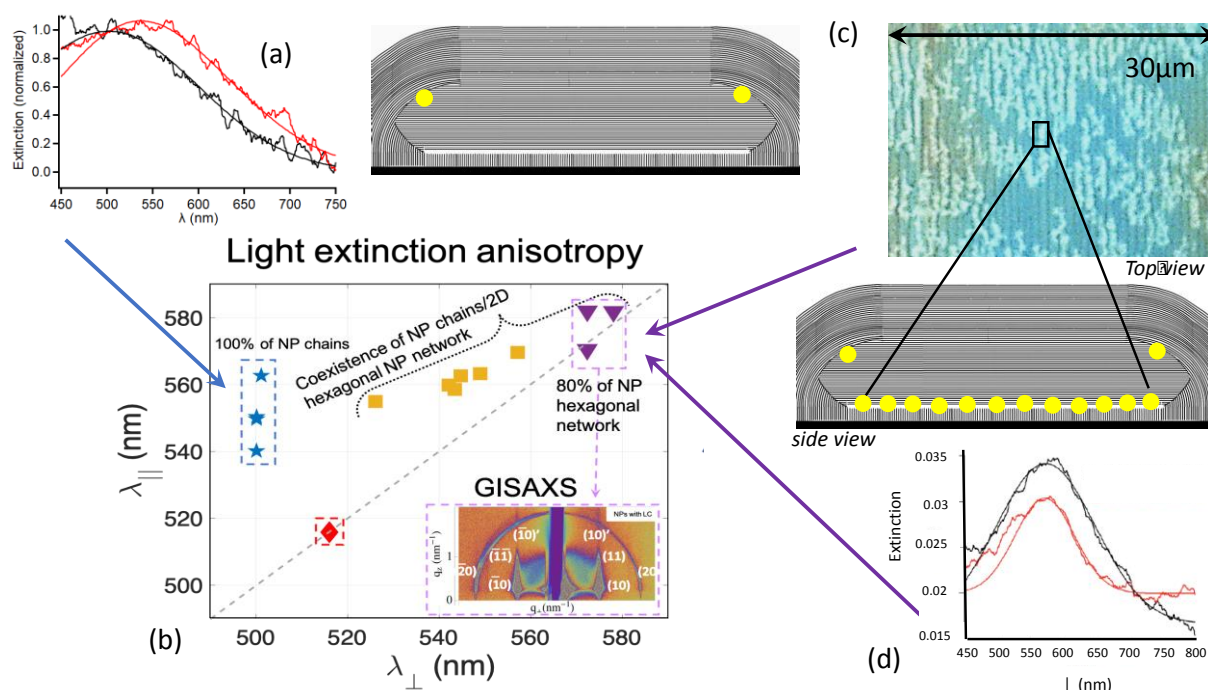 (a)
Extinction (normalized)
1.0
0.8
0.6
0.4
0.2
0.0
450 500 550 600 650 700 750
λ (nm)
(c)
30µm
Top view
Light extinction anisotropy
100% of NP chains
Coexistence of NP chains/2D
hexagonal NP network
80% of NP
hexagonal
network
λ|| (nm)
580
560
540
520
500
500 520 540 560 580
λ⊥ (nm)
(b)
GISAXS
NPs with LC
qz (nm⁻¹)
1
0
(1̄0)' (10)'
(1̄1̄) (11)
(2̄0) (1̄0) (10) (20)
side view
Extinction
0.035
0.03
0.025
0.02
0.015
450 500 550 600 650 700 750 800
(d)
(nm)